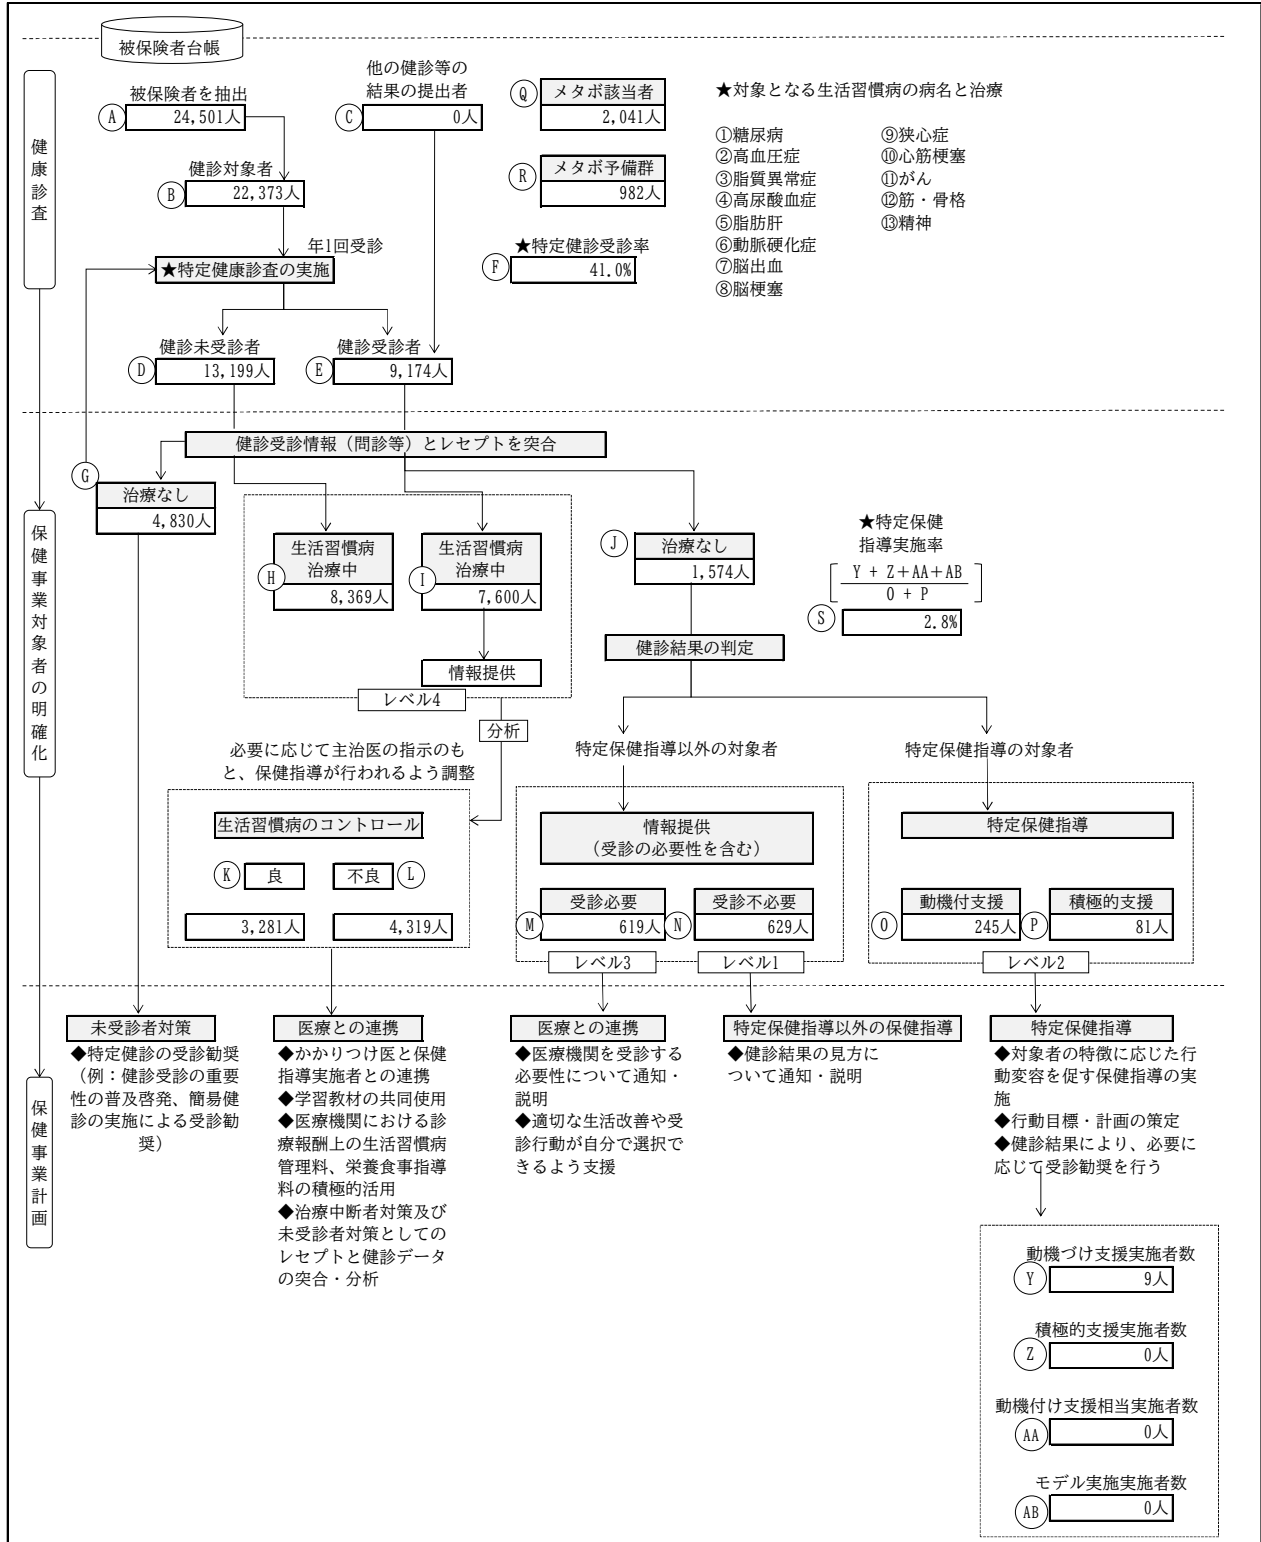 被保険者台帳
健康診査
被保険者を抽出
A
24,501人
他の健診等の
結果の提出者
C
0人
健診対象者
B
22,373人
年1回受診
★特定健康診査の実施
健診未受診者
D
13,199人
健診受診者
E
9,174人
Q
メタボ該当者
2,041人
R
メタボ予備群
982人
★特定健診受診率
F
41.0%
★対象となる生活習慣病の病名と治療
①糖尿病
②高血圧症
③脂質異常症
④高尿酸血症
⑤脂肪肝
⑥動脈硬化症
⑦脳出血
⑧脳梗塞
⑨狭心症
⑩心筋梗塞
⑪がん
⑫筋・骨格
⑬精神
保健事業対象者の明確化
健診受診情報（問診等）とレセプトを突合
G
治療なし
4,830人
生活習慣病
治療中
H
8,369人
生活習慣病
治療中
I
7,600人
情報提供
レベル4
分析
J
治療なし
1,574人
健診結果の判定
★特定保健
指導実施率
Y + Z+AA+AB
O + P
S
2.8%
必要に応じて主治医の指示のも
と、保健指導が行われるよう調整
生活習慣病のコントロール
K
良
不良
L
3,281人
4,319人
特定保健指導以外の対象者
情報提供
（受診の必要性を含む）
M
受診必要
619人
N
受診不必要
629人
レベル3
レベル1
特定保健指導の対象者
特定保健指導
O
動機付支援
245人
P
積極的支援
81人
レベル2
保健事業計画
未受診者対策
◆特定健診の受診勧奨
（例：健診受診の重要
性の普及啓発、簡易健
診の実施による受診勧
奨）
医療との連携
◆かかりつけ医と保健
指導実施者との連携
◆学習教材の共同使用
◆医療機関における診
療報酬上の生活習慣病
管理料、栄養食事指導
料の積極的活用
◆治療中断者対策及び
未受診者対策としての
レセプトと健診データ
の突合・分析
医療との連携
◆医療機関を受診する
必要性について通知・
説明
◆適切な生活改善や受
診行動が自分で選択で
きるよう支援
特定保健指導以外の保健指導
◆健診結果の見方に
ついて通知・説明
特定保健指導
◆対象者の特徴に応じた行
動変容を促す保健指導の実
施
◆行動目標・計画の策定
◆健診結果により、必要に
応じて受診勧奨を行う
動機づけ支援実施者数
Y
9人
積極的支援実施者数
Z
0人
動機付け支援相当実施者数
AA
0人
モデル実施実施者数
AB
0人